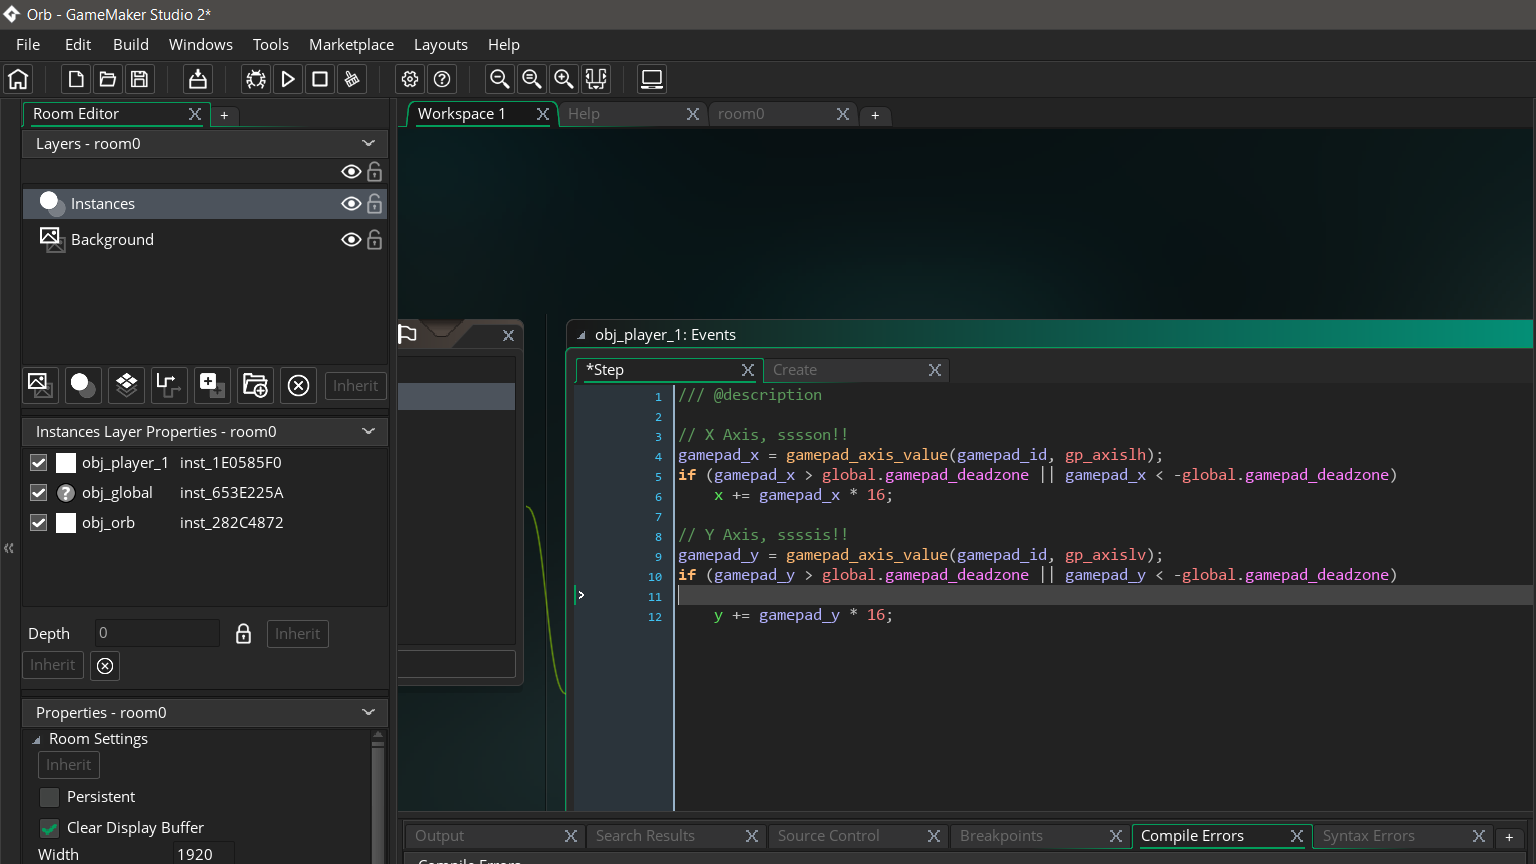 Orb - GameMaker Studio 2*
File Edit Build Windows Tools Marketplace Layouts Help
Room Editor
Workspace 1
Help
room0
Layers - room0
Instances
Background
Inherit
Instances Layer Properties - room0
obj_player_1 inst_1E0585F0
obj_global inst_653E225A
obj_orb inst_282C4872
Depth 0 Inherit
Inherit
Properties - room0
Room Settings
Inherit
Persistent
Clear Display Buffer
Width 1920
obj_player_1: Events
*Step
Create
1 /// @description
2
3 // X Axis, sssson!!
4 gamepad_x = gamepad_axis_value(gamepad_id, gp_axislh);
5 if (gamepad_x > global.gamepad_deadzone || gamepad_x < -global.gamepad_deadzone)
6 x += gamepad_x * 16;
7
8 // Y Axis, ssssis!!
9 gamepad_y = gamepad_axis_value(gamepad_id, gp_axislv);
10 if (gamepad_y > global.gamepad_deadzone || gamepad_y < -global.gamepad_deadzone)
11
12 y += gamepad_y * 16;
Output
Search Results
Source Control
Breakpoints
Compile Errors
Syntax Errors
Compile Errors